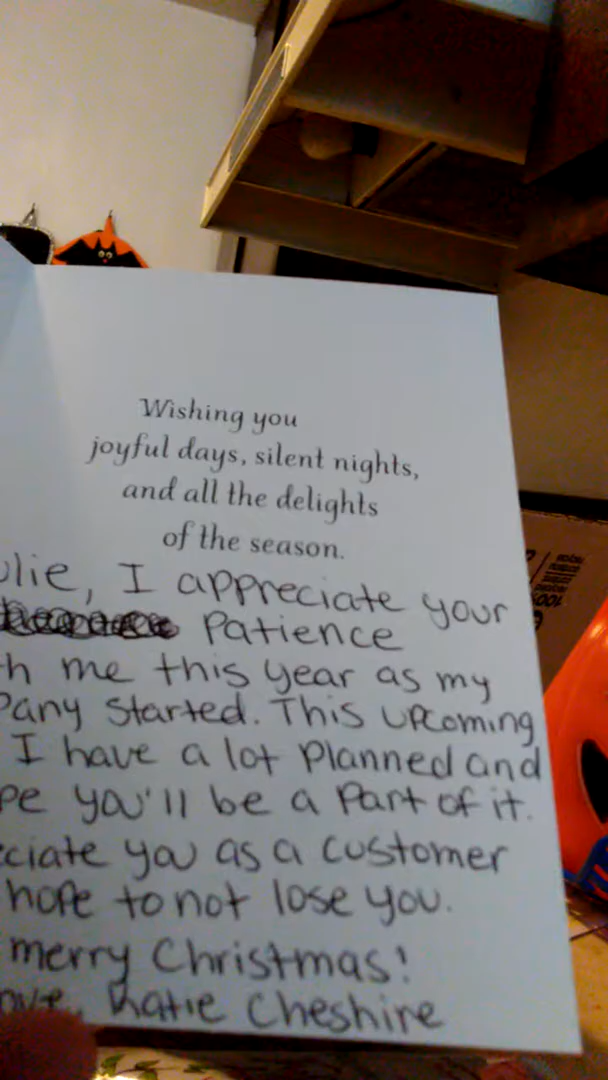 Wishing you
joyful days, silent nights,
and all the delights
of the season.
ulie, I appreciate your
Patience
h me this year as my
Pany Started. This upcoming
I have a lot Planned and
pe you'll be a Part of it.
ciate you as a customer
hope to not lose you.
merry Christmas!
ove, Katie Cheshire